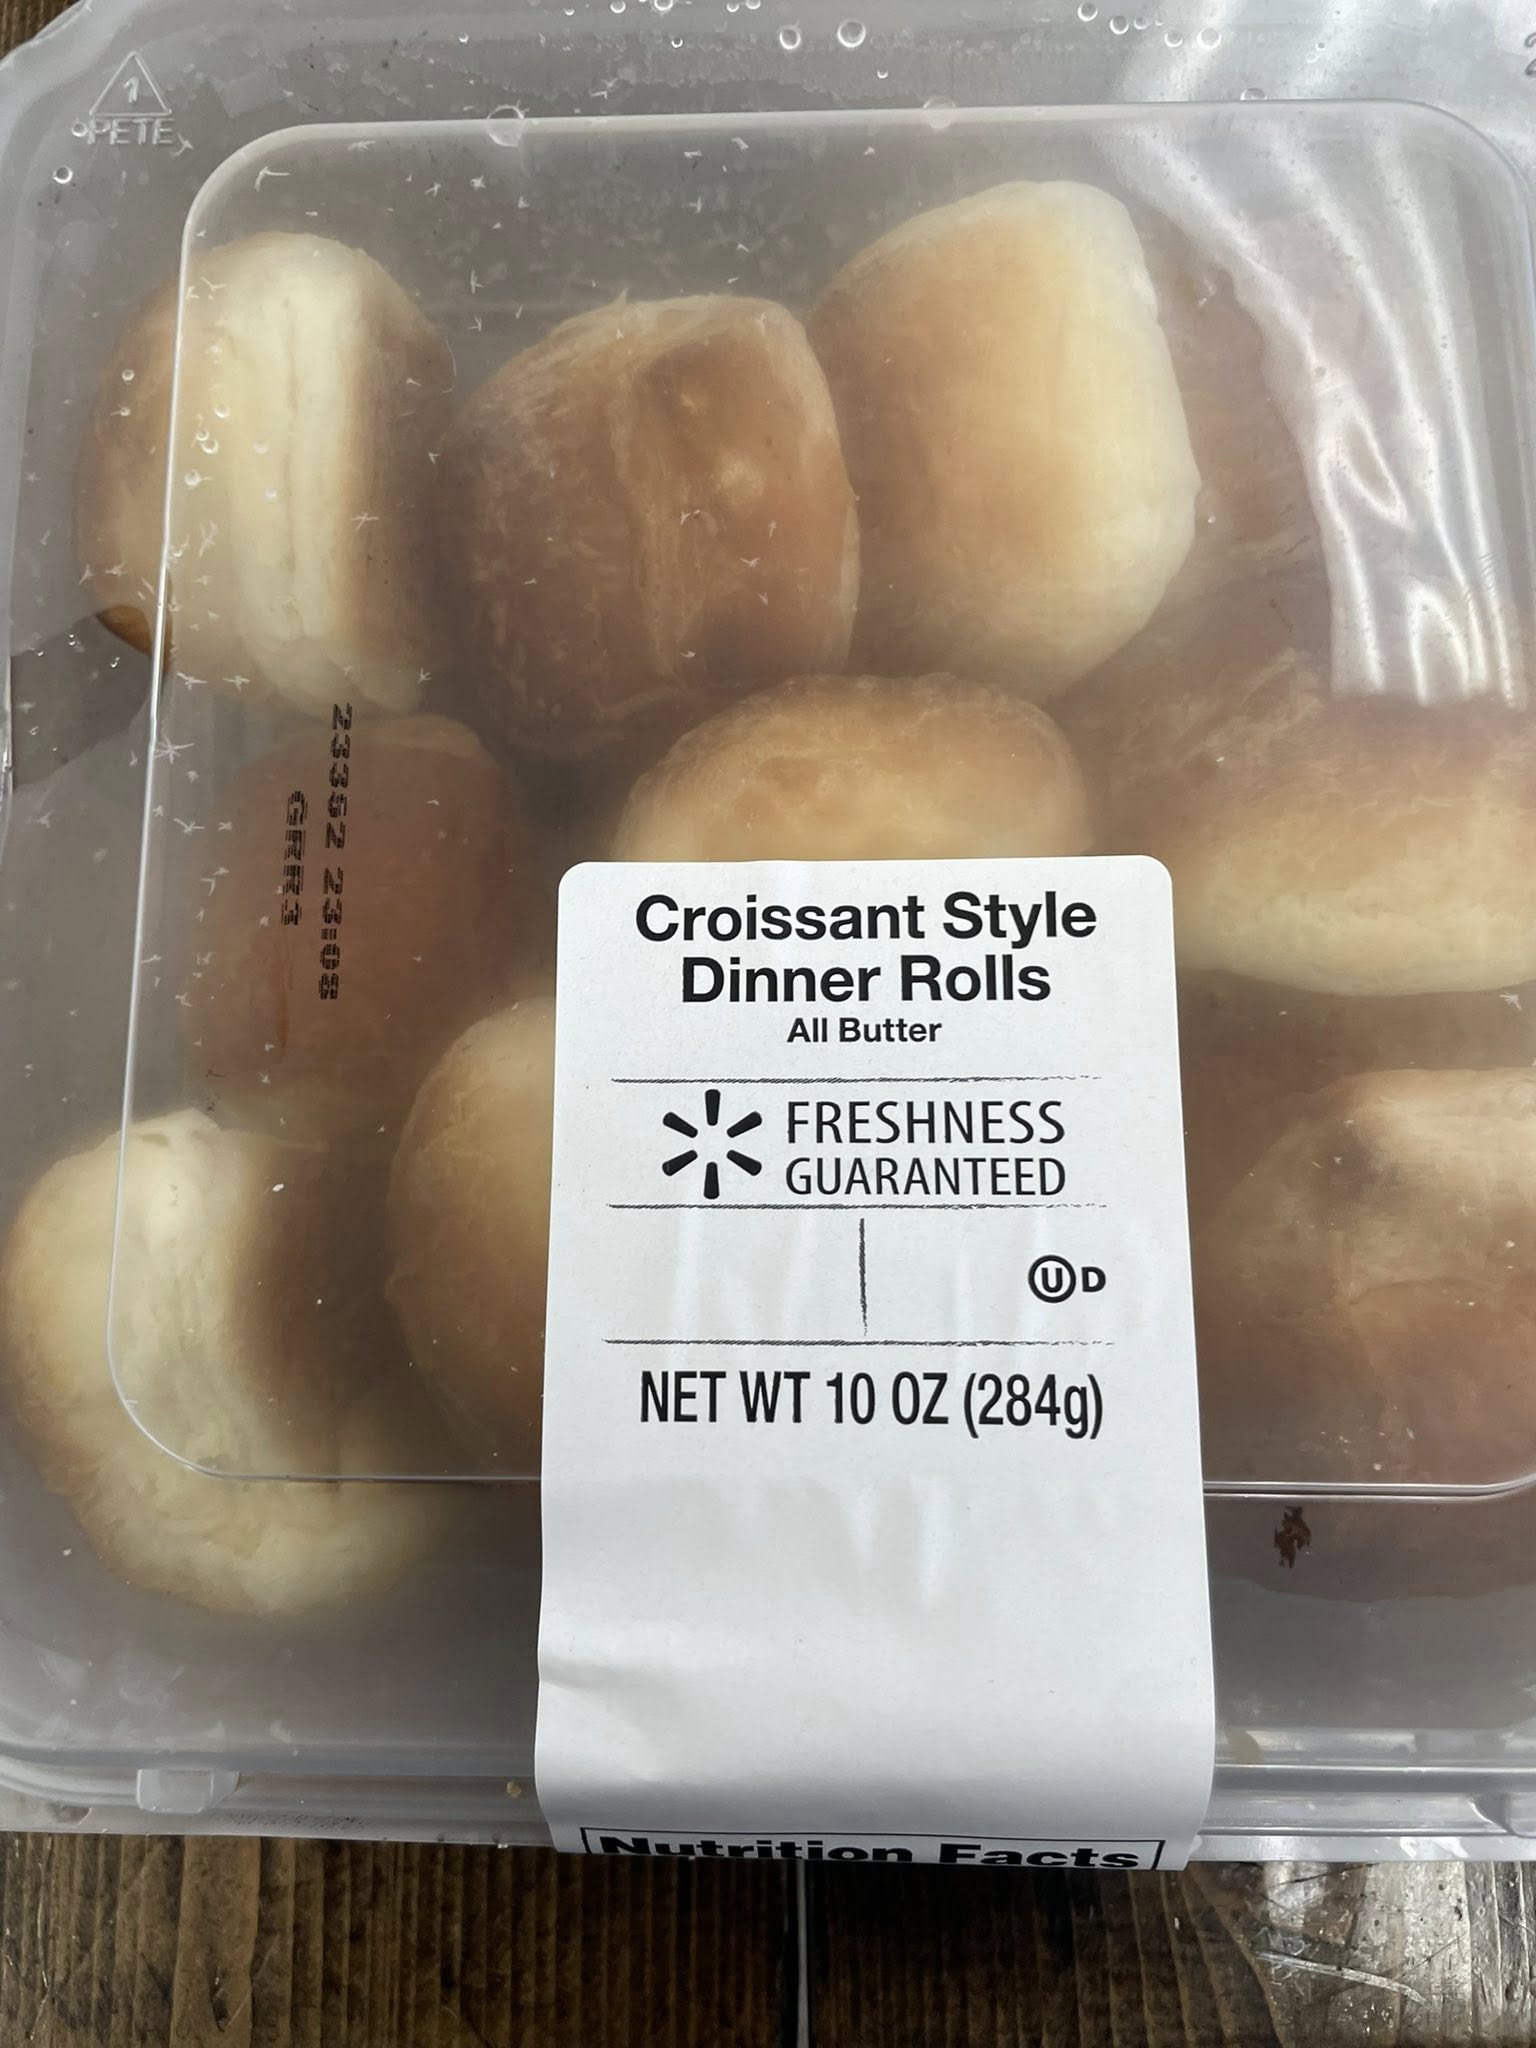 1
PETE
23352 23:08
Croissant Style
Dinner Rolls
All Butter
FRESHNESS
GUARANTEED
U D
NET WT 10 OZ (284g)
Nutrition Facts